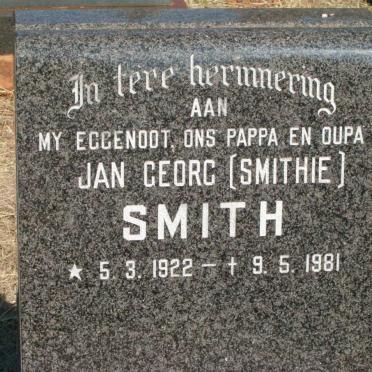 In tere herinnering
AAN
MY EGGENOOT, ONS PAPPA EN OUPA
JAN GEORG (SMITHIE)
SMITH
★ 5. 3. 1922 — † 9. 5. 1981